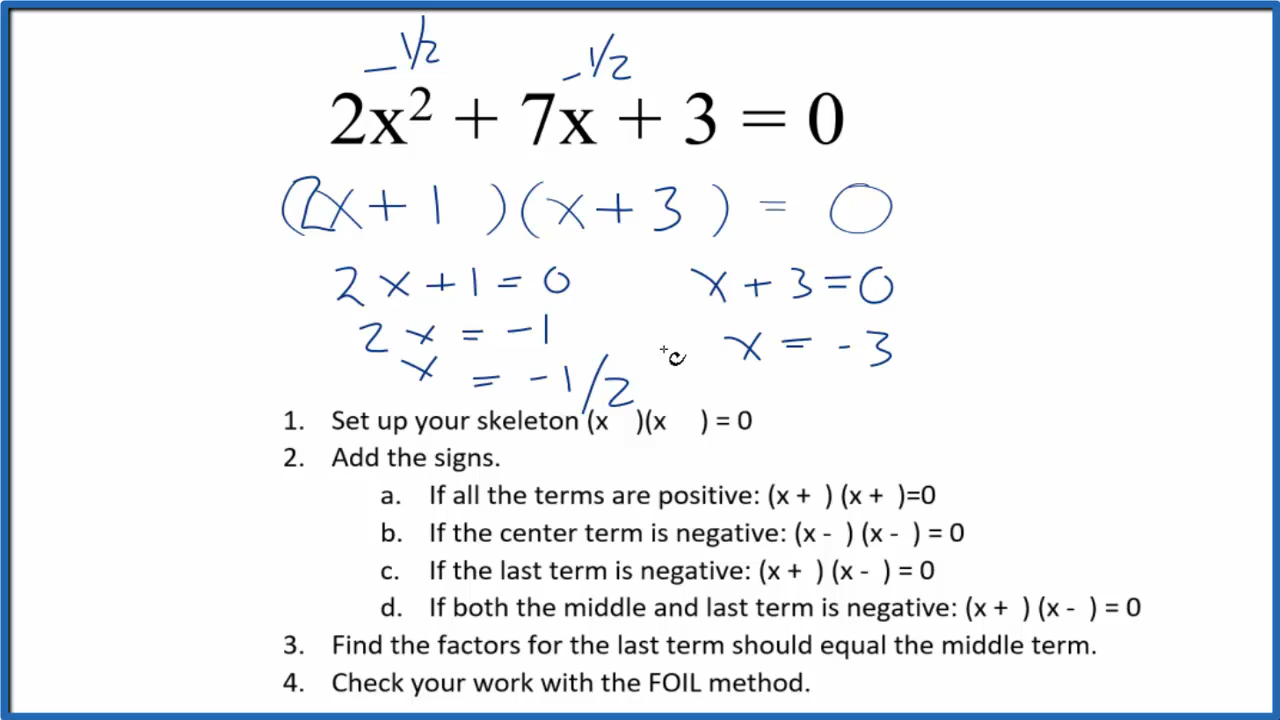 -1/2 -1/2
2x² + 7x + 3 = 0
(2x + 1 )(x + 3 ) = 0
2x + 1 = 0 x + 3 = 0
2x = -1 x = -3
x = -1/2
1. Set up your skeleton (x )(x ) = 0
2. Add the signs.
a. If all the terms are positive: (x + ) (x + )=0
b. If the center term is negative: (x - ) (x - ) = 0
c. If the last term is negative: (x + ) (x - ) = 0
d. If both the middle and last term is negative: (x + ) (x - ) = 0
3. Find the factors for the last term should equal the middle term.
4. Check your work with the FOIL method.